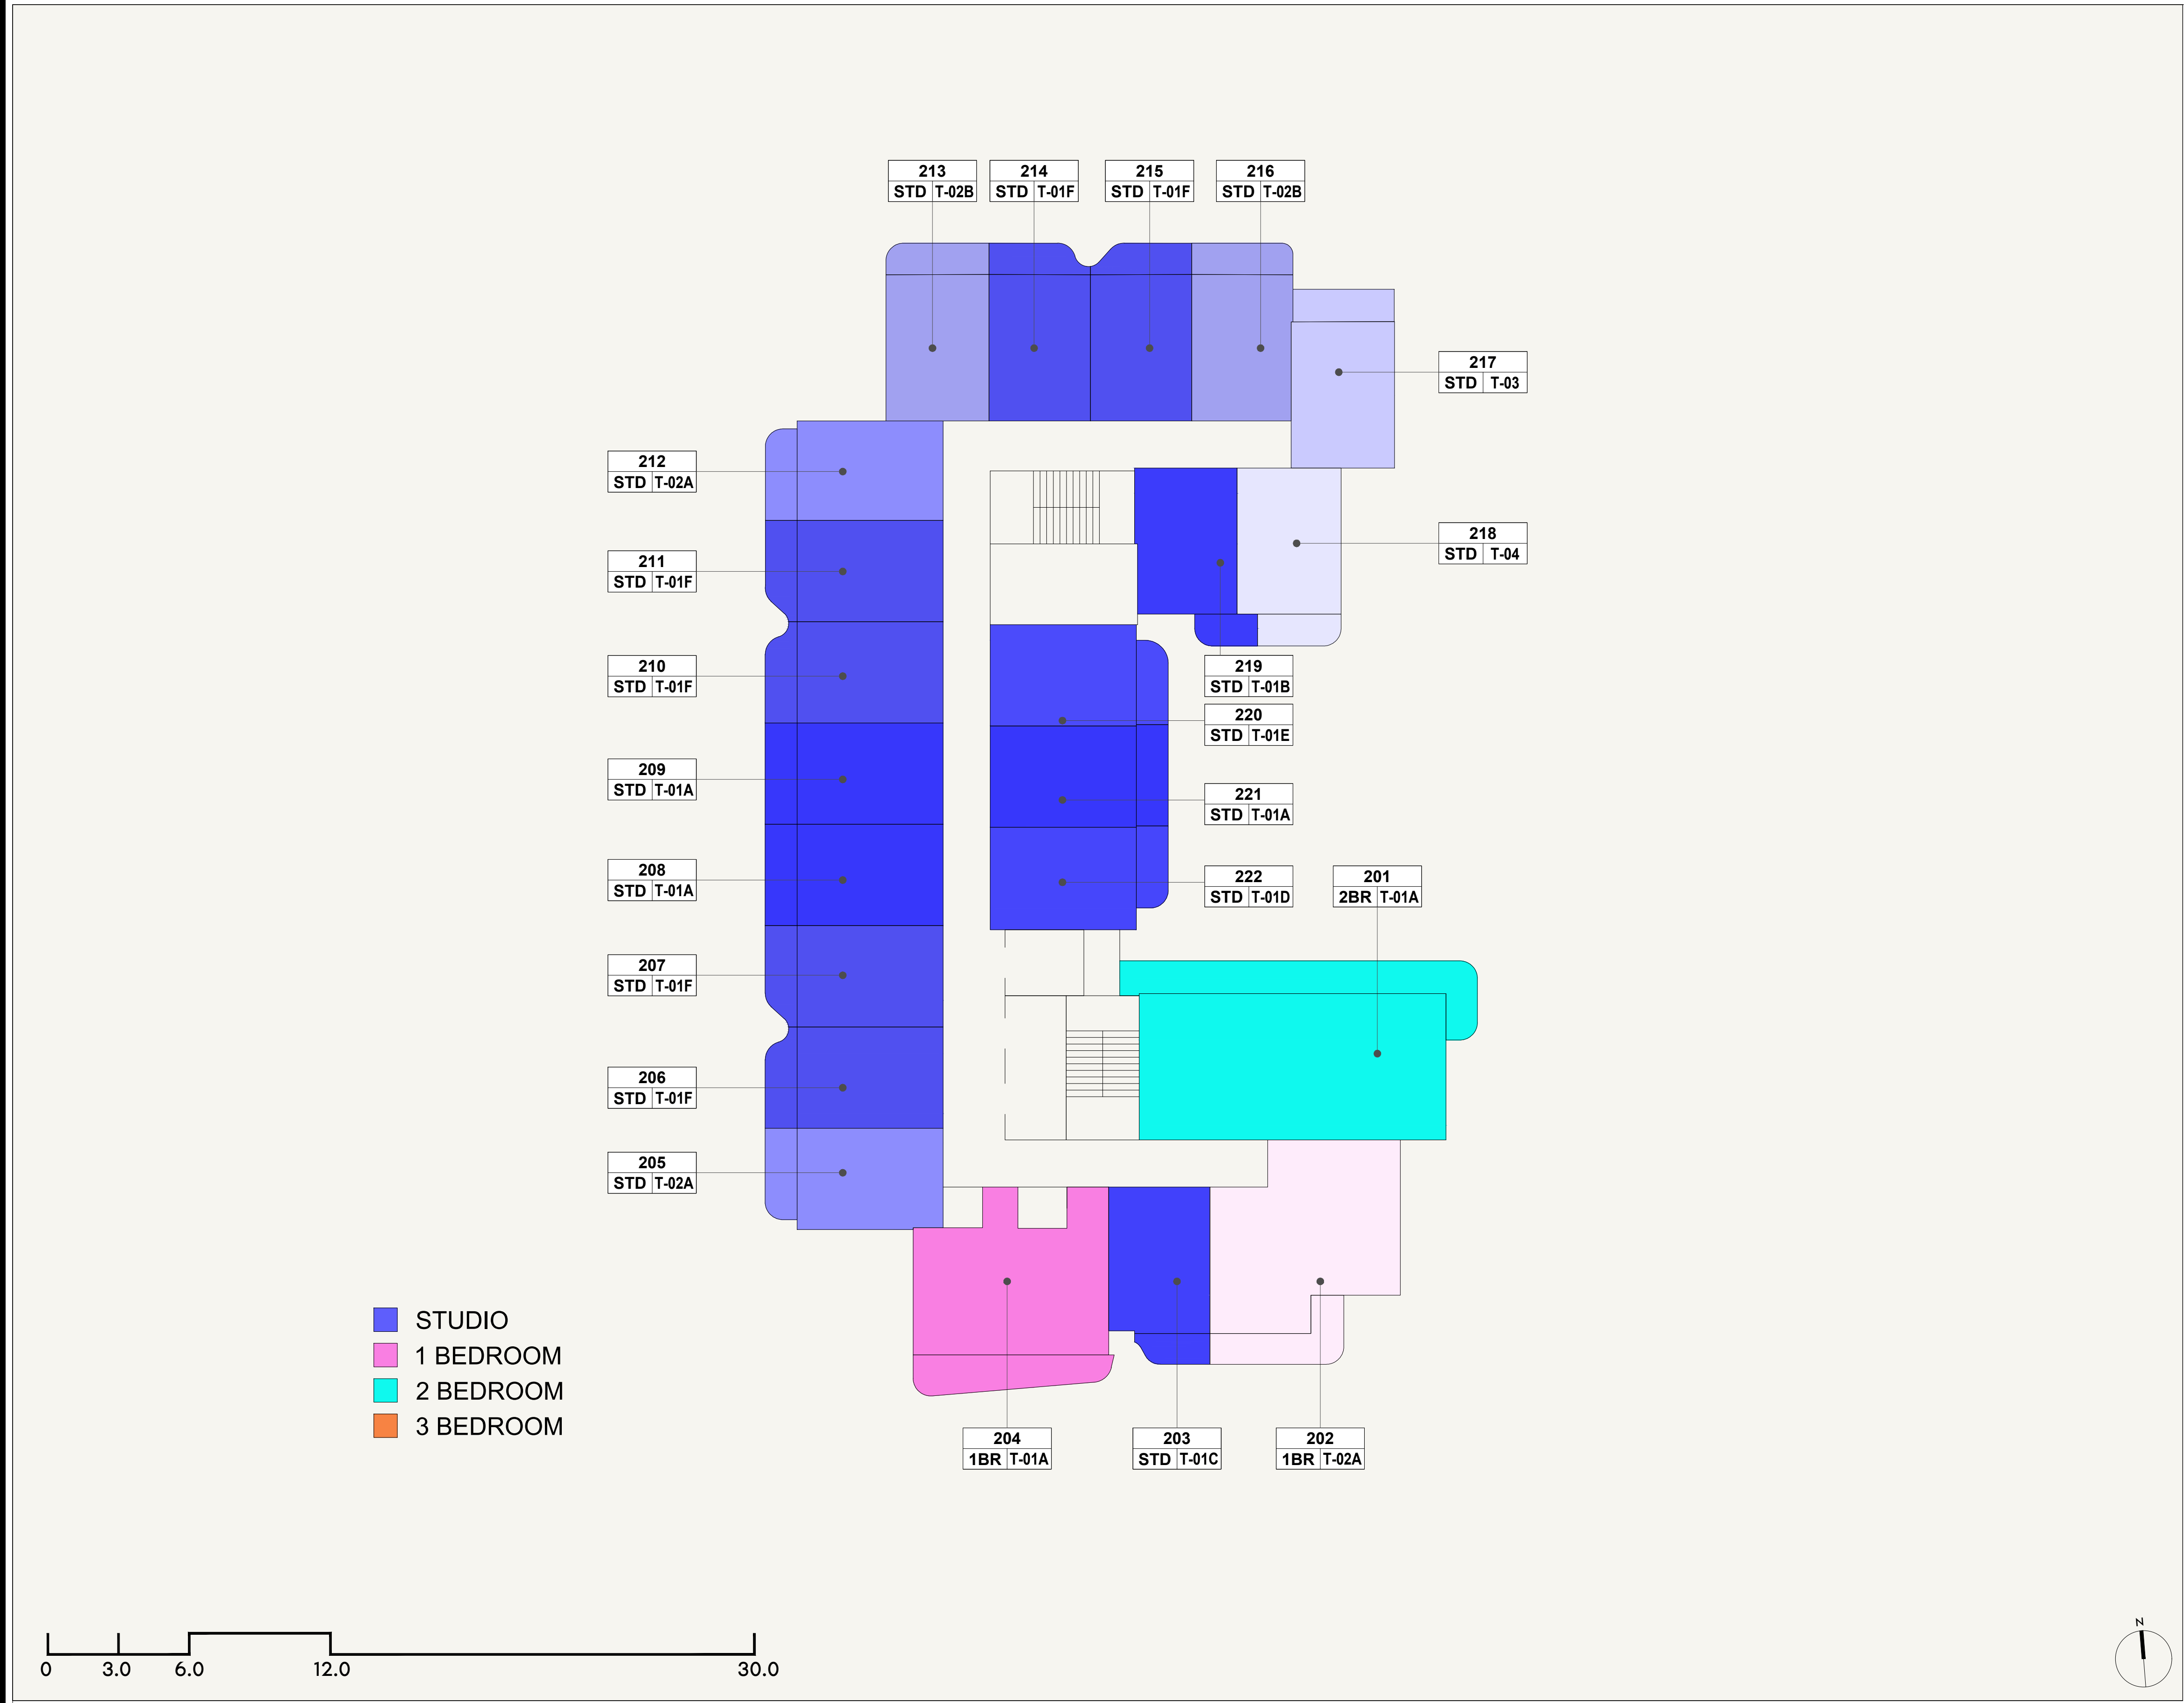 213
STD T-02B
214
STD T-01F
215
STD T-01F
216
STD T-02B
217
STD T-03
212
STD T-02A
218
STD T-04
211
STD T-01F
210
STD T-01F
219
STD T-01B
220
STD T-01E
209
STD T-01A
221
STD T-01A
208
STD T-01A
222
STD T-01D
201
2BR T-01A
207
STD T-01F
206
STD T-01F
205
STD T-02A
STUDIO
1 BEDROOM
2 BEDROOM
3 BEDROOM
204
1BR T-01A
203
STD T-01C
202
1BR T-02A
0 3.0 6.0 12.0 30.0
N